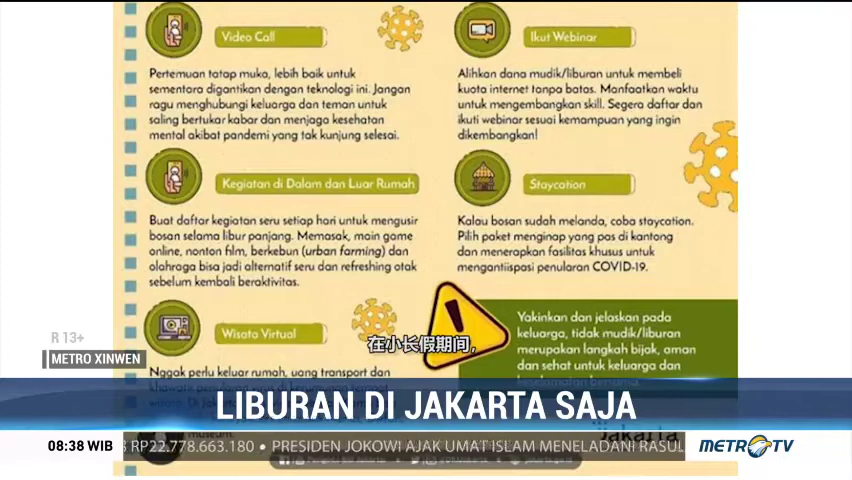 Video Call
Pertemuan tatap muka, lebih baik untuk
sementara digantikan dengan teknologi ini. Jangan
ragu menghubungi keluarga dan teman untuk
saling bertukar kabar dan menjaga kesehatan
mental akibat pandemi yang tak kunjung selesai.
Ikut Webinar
Alihkan dana mudik/liburan untuk membeli
kuota internet tanpa batas. Manfaatkan waktu
untuk mengembangkan skill. Segera daftar dan
ikuti webinar sesuai kemampuan yang ingin
dikembangkan!
Kegiatan di Dalam dan Luar Rumah
Buat daftar kegiatan seru setiap hari untuk mengusir
bosan selama libur panjang. Memasak, main game
online, nonton film, berkebun (urban farming) dan
olahraga bisa jadi alternatif seru dan refreshing otak
sebelum kembali beraktivitas.
Staycation
Kalau bosan sudah melanda, coba staycation.
Pilih paket menginap yang pas di kantong
dan menerapkan fasilitas khusus untuk
mengantiispasi penularan COVID-19.
Wisata Virtual
Nggak perlu keluar rumah, uang transport dan
museum.
Yakinkan dan jelaskan pada
keluarga, tidak mudik/liburan
merupakan langkah bijak, aman
dan sehat untuk keluarga dan
在小长假期间,
R 13+
METRO XINWEN
LIBURAN DI JAKARTA SAJA
Jakarta
08:38 WIB
RP22.778.663.180 • PRESIDEN JOKOWI AJAK UMAT ISLAM MENELADANI RASUL
METRO TV